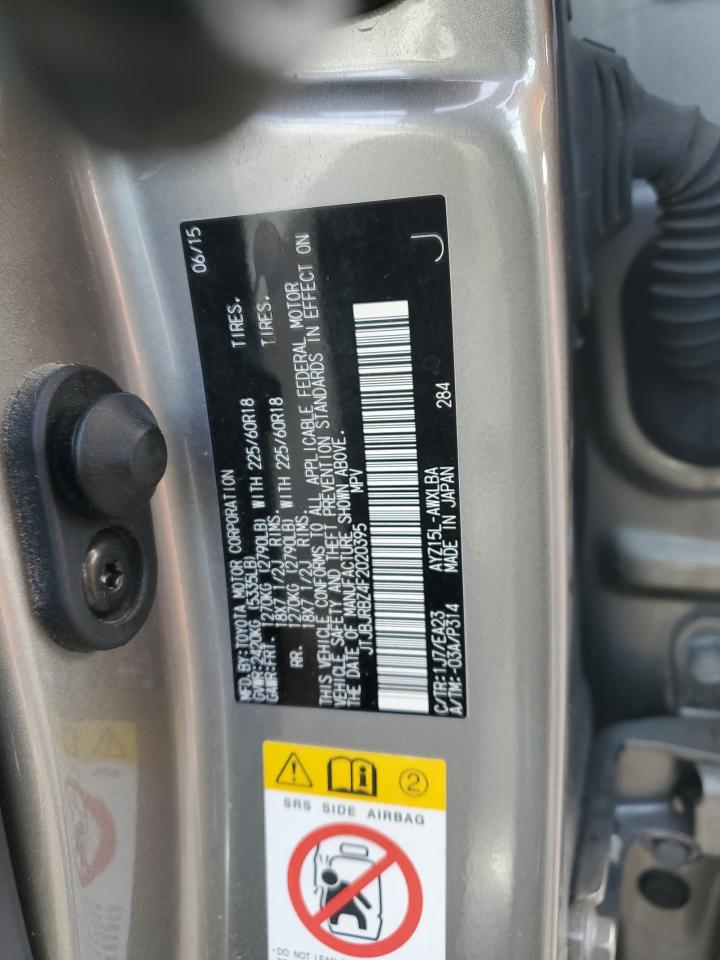 MFD. BY: TOYOTA MOTOR CORPORATION 06/15
GVWR: 2420KG (5335LB)
GAWR: FRT. 1270KG (2790LB) WITH 225/60R18 TIRES.
18X7 1/2J RIMS.
RR. 1270KG (2790LB) WITH 225/60R18 TIRES.
18X7 1/2J RIMS.
THIS VEHICLE CONFORMS TO ALL APPLICABLE FEDERAL MOTOR
VEHICLE SAFETY AND THEFT PREVENTION STANDARDS IN EFFECT ON
THE DATE OF MANUFACTURE SHOWN ABOVE.
JTJBJRBZ4F2020395 MPV
C/TR: 1J7/EA23 AYZ15L-AWXLBA 284 J
A/TM: -03A/P314 MADE IN JAPAN
2
SRS SIDE AIRBAG
• DO NOT LEAN